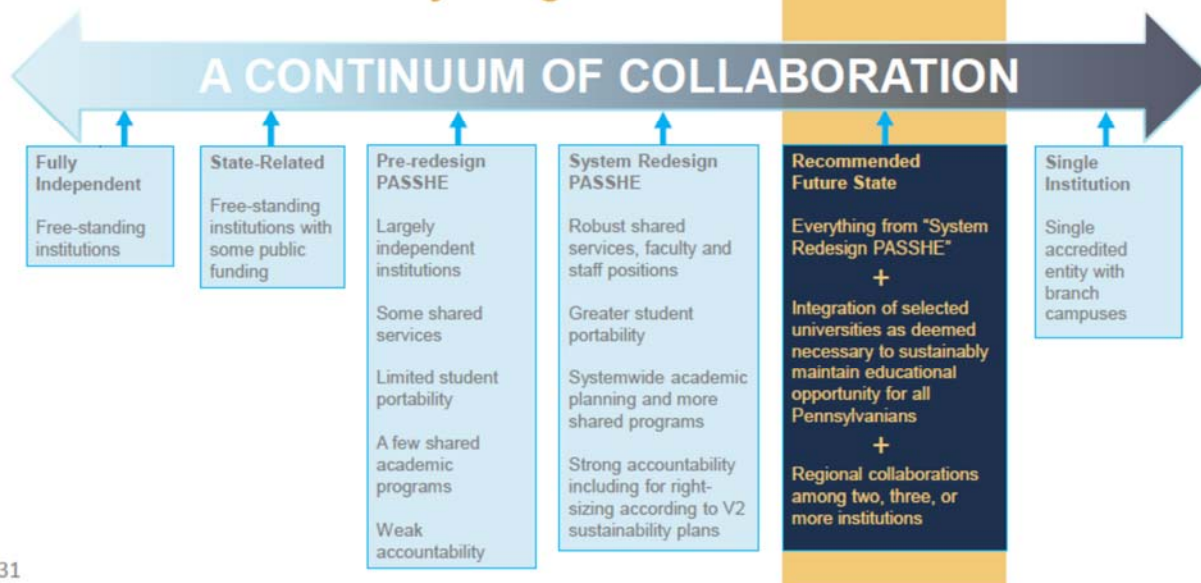 A CONTINUUM OF COLLABORATION
Fully
Independent
Free-standing
institutions
State-Related
Free-standing
institutions with
some public
funding
Pre-redesign
PASSHE
Largely
independent
institutions
Some shared
services
Limited student
portability
A few shared
academic
programs
Weak
accountability
System Redesign
PASSHE
Robust shared
services, faculty and
staff positions
Greater student
portability
Systemwide academic
planning and more
shared programs
Strong accountability
including for right-
sizing according to V2
sustainability plans
Recommended
Future State
Everything from "System
Redesign PASSHE"
+
Integration of selected
universities as deemed
necessary to sustainably
maintain educational
opportunity for all
Pennsylvanians
+
Regional collaborations
among two, three, or
more institutions
Single
Institution
Single
accredited
entity with
branch
campuses
31